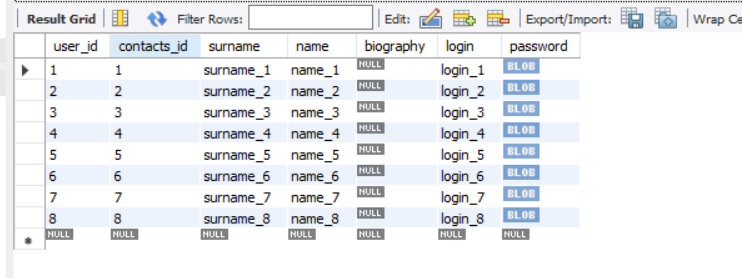 Result Grid Filter Rows: Edit: Export/Import: Wrap Ce
user_id contacts_id surname name biography login password
1 1 surname_1 name_1 NULL login_1 BLOB
2 2 surname_2 name_2 NULL login_2 BLOB
3 3 surname_3 name_3 NULL login_3 BLOB
4 4 surname_4 name_4 NULL login_4 BLOB
5 5 surname_5 name_5 NULL login_5 BLOB
6 6 surname_6 name_6 NULL login_6 BLOB
7 7 surname_7 name_7 NULL login_7 BLOB
8 8 surname_8 name_8 NULL login_8 BLOB
NULL NULL NULL NULL NULL NULL NULL